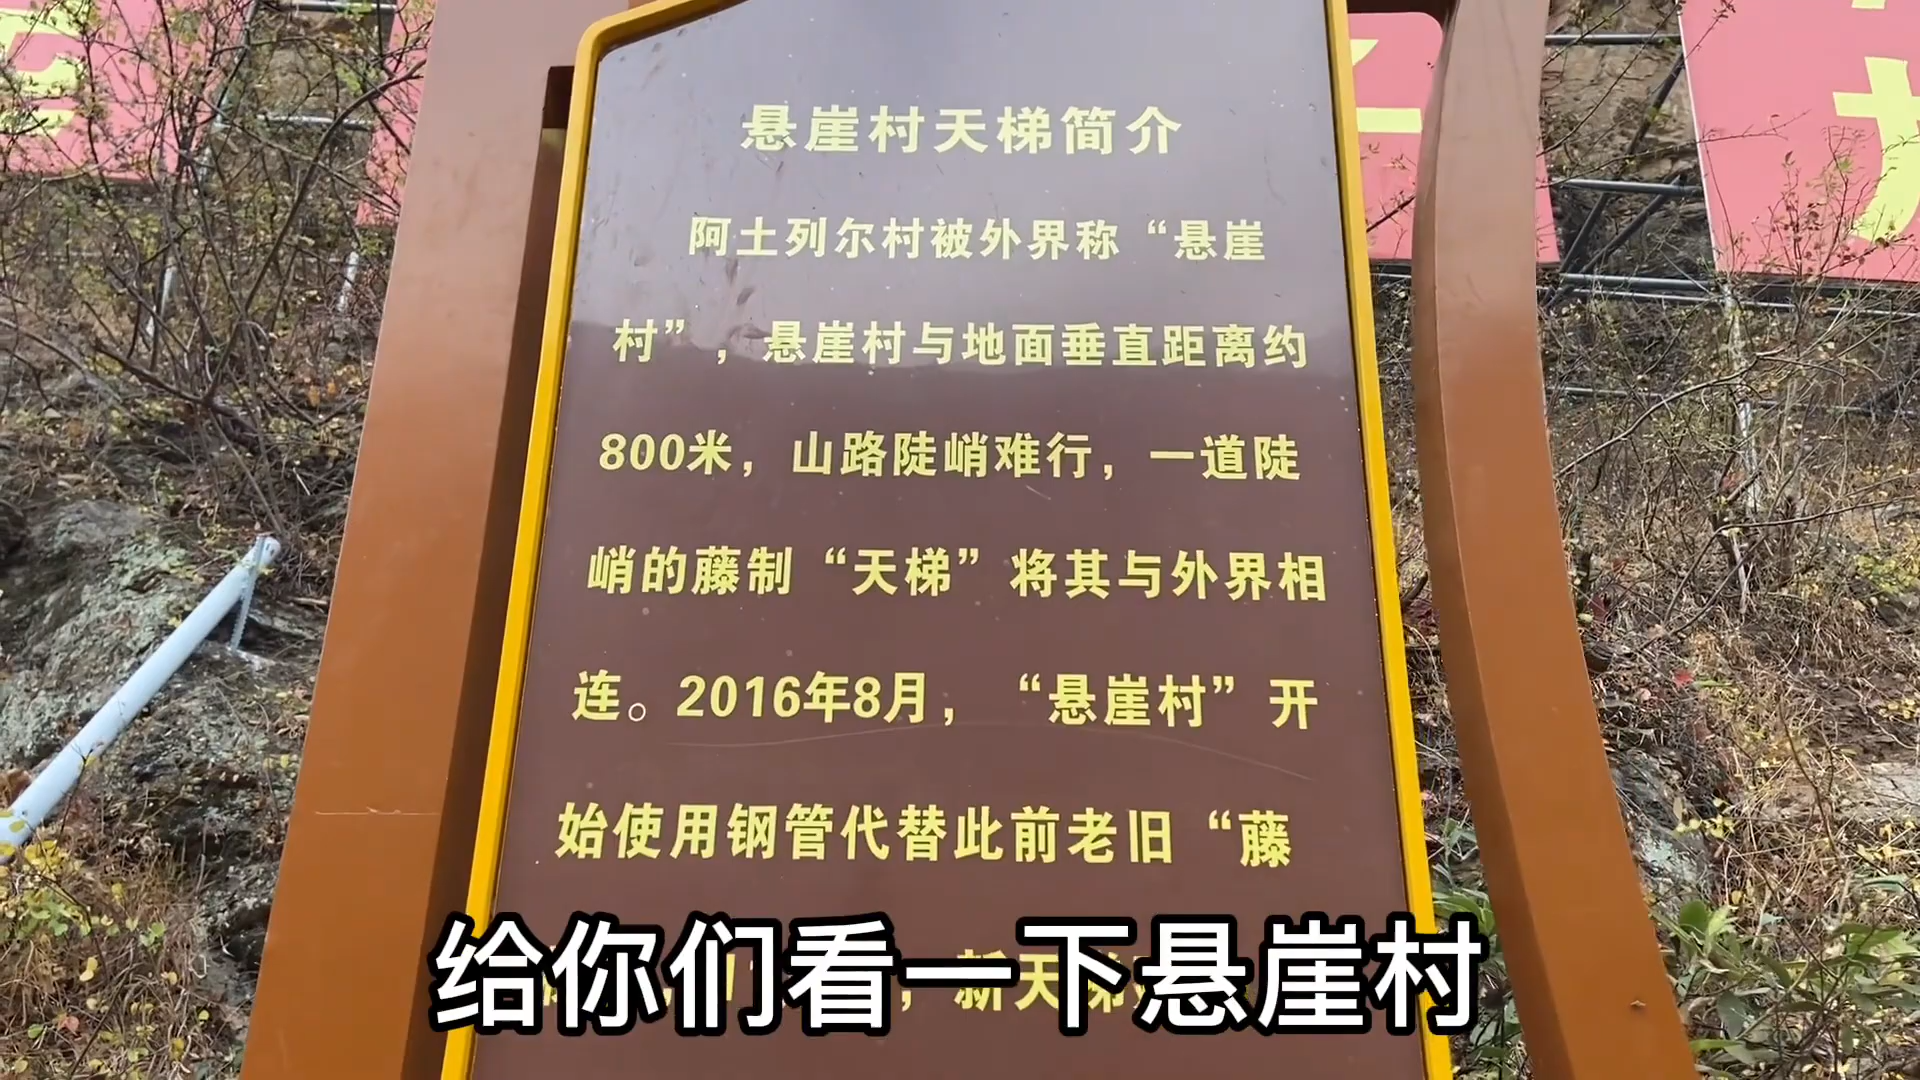 悬崖村天梯简介
阿土列尔村被外界称“悬崖
村”，悬崖村与地面垂直距离约
800米，山路陡峭难行，一道陡
峭的藤制“天梯”将其与外界相
连。2016年8月，“悬崖村”开
始使用钢管代替此前老旧“藤
，新天梯
给你们看一下悬崖村